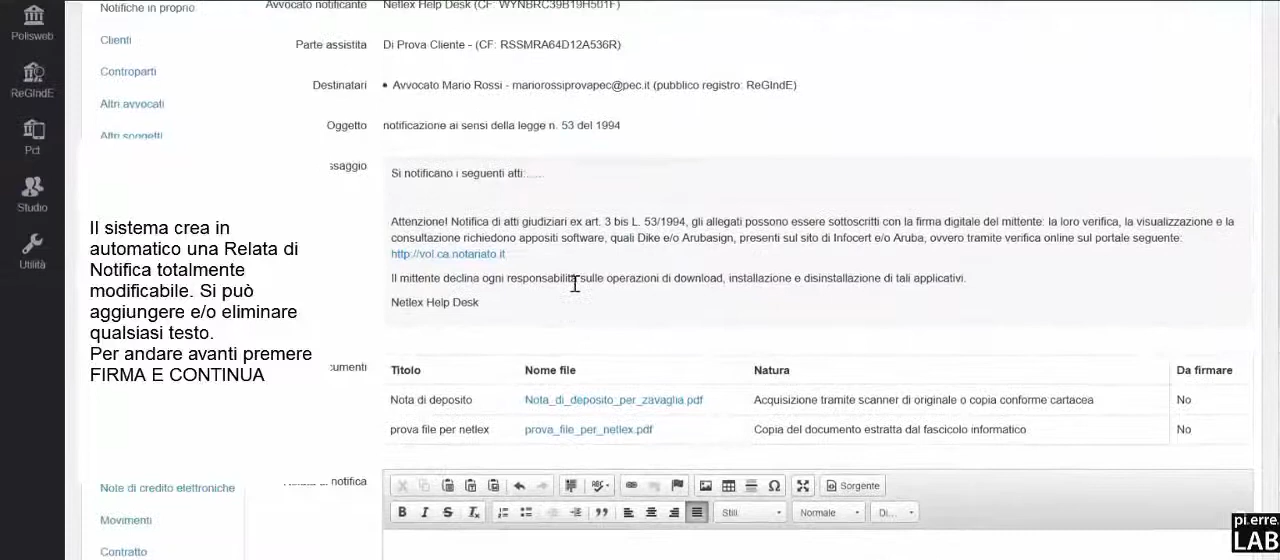 Polisweb
ReGIndE
Pct
Studio
Utilità
Notifiche in proprio
Clienti
Controparti
Altri avvocati
Altri soggetti
Avvocato notificante Netlex Help Desk (CF: WYNBRC39B19H501F)
Parte assistita Di Prova Cliente - (CF: RSSMRA64D12A536R)
Destinatari • Avvocato Mario Rossi - mariorossiprovapec@pec.it (pubblico registro: ReGIndE)
Oggetto notificazione ai sensi della legge n. 53 del 1994
ssaggio
Si notificano i seguenti atti:......
Attenzione! Notifica di atti giudiziari ex art. 3 bis L. 53/1994, gli allegati possono essere sottoscritti con la firma digitale del mittente: la loro verifica, la visualizzazione e la
consultazione richiedono appositi software, quali Dike e/o Arubasign, presenti sul sito di Infocert e/o Aruba, ovvero tramite verifica online sul portale seguente:
http://vol.ca.notariato.it
Il mittente declina ogni responsabilità sulle operazioni di download, installazione e disinstallazione di tali applicativi.
Netlex Help Desk
Il sistema crea in
automatico una Relata di
Notifica totalmente
modificabile. Si può
aggiungere e/o eliminare
qualsiasi testo.
Per andare avanti premere
FIRMA E CONTINUA
cumenti
Titolo Nome file Natura Da firmare
Nota di deposito Nota_di_deposito_per_zavaglia.pdf Acquisizione tramite scanner di originale o copia conforme cartacea No
prova file per netlex prova_file_per_netlex.pdf Copia del documento estratta dal fascicolo informatico No
notifica
Sorgente
B I S Tx
Stili Normale Di...
Note di credito elettroniche
Movimenti
Contratto
pi.erre.
LAB